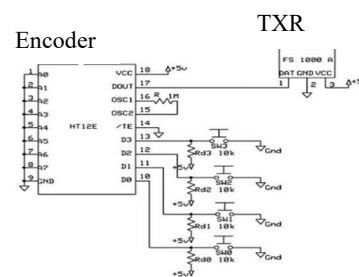 TXR
Encoder
FS 1000 A
DAT GND VCC
1 2 3 +5v
1 A0 VCC 18 +5v
2 A1 DOUT 17
3 A2 OSC1 16 R 1M
4 A3 OSC2 15
5 A4 HT12E /TE 14
6 A5 D3 13 SW3 Gnd
7 A6 D2 12 Rd3 10k
8 A7 D1 11 +5v SW2 Gnd
9 GND D0 10 Rd2 10k
+5v SW1 Gnd
Rd1 10k
+5v SW0 Gnd
Rd0 10k
+5v